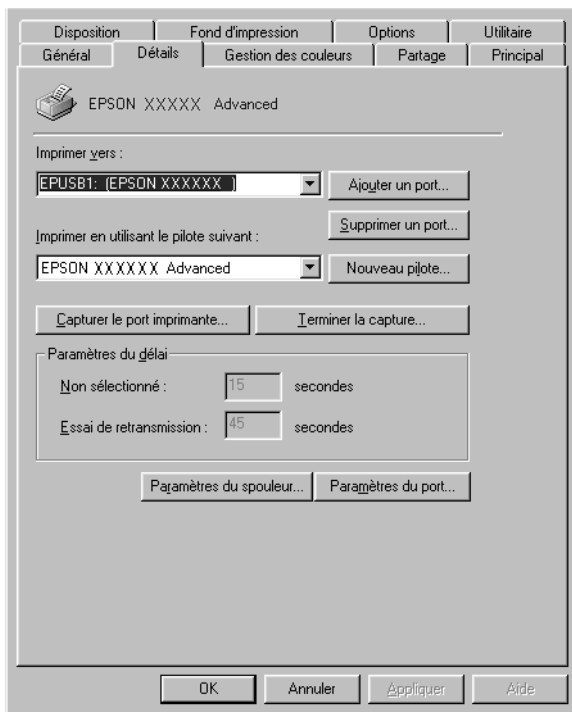 Disposition Fond d'impression Options Utilitaire
Général Détails Gestion des couleurs Partage Principal
EPSON XXXXX Advanced
Imprimer vers :
EPUSB1: (EPSON XXXXXX ) Ajouter un port...
Supprimer un port...
Imprimer en utilisant le pilote suivant :
EPSON XXXXXX Advanced Nouveau pilote...
Capturer le port imprimante... Terminer la capture...
Paramètres du délai
Non sélectionné : 15 secondes
Essai de retransmission : 45 secondes
Paramètres du spouleur... Paramètres du port...
OK Annuler Appliquer Aide